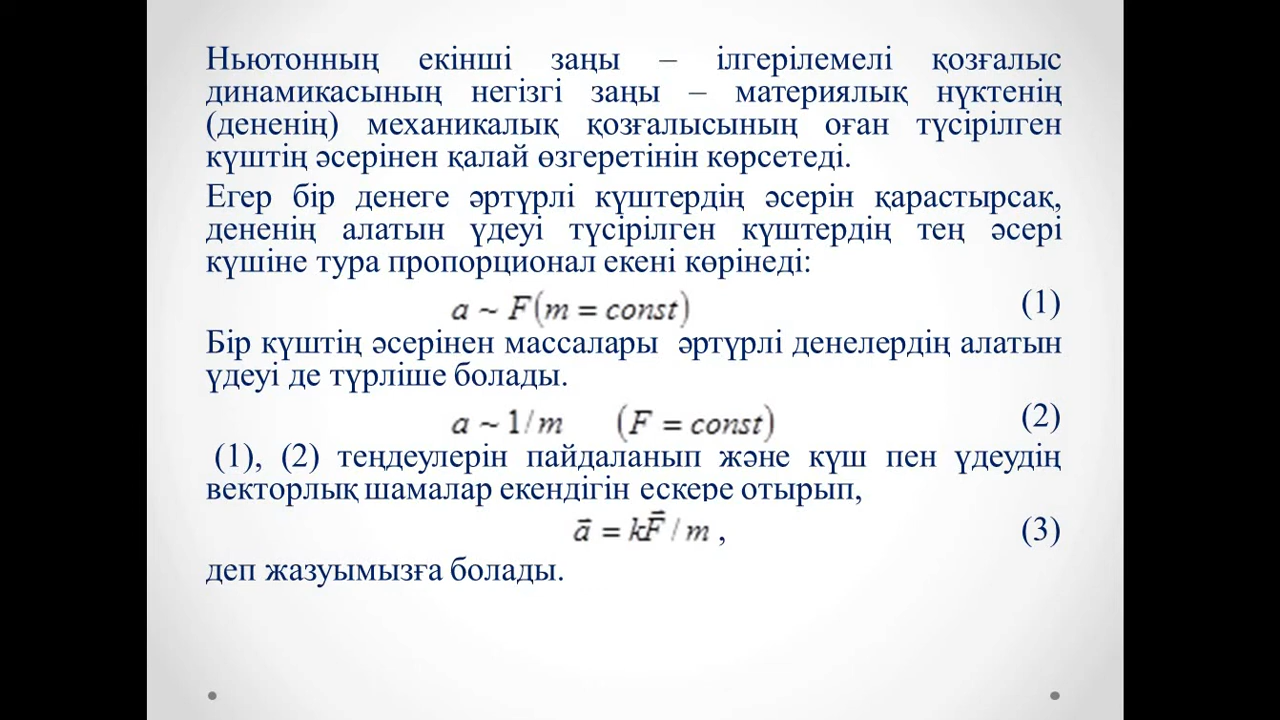 Ньютонның екінші заңы – ілгерілемелі қозғалыс
динамикасының негізгі заңы – материялық нүктенің
(дененің) механикалық қозғалысының оған түсірілген
күштің әсерінен қалай өзгеретінін көрсетеді.
Егер бір денеге әртүрлі күштердің әсерін қарастырсақ,
дененің алатын үдеуі түсірілген күштердің тең әсері
күшіне тура пропорционал екені көрінеді:
a ~ F(m = const) (1)
Бір күштің әсерінен массалары әртүрлі денелердің алатын
үдеуі де түрліше болады.
a ~ 1/m (F = const) (2)
(1), (2) теңдеулерін пайдаланып және күш пен үдеудің
векторлық шамалар екендігін ескере отырып,
a⃗ = kF⃗ / m , (3)
деп жазуымызға болады.